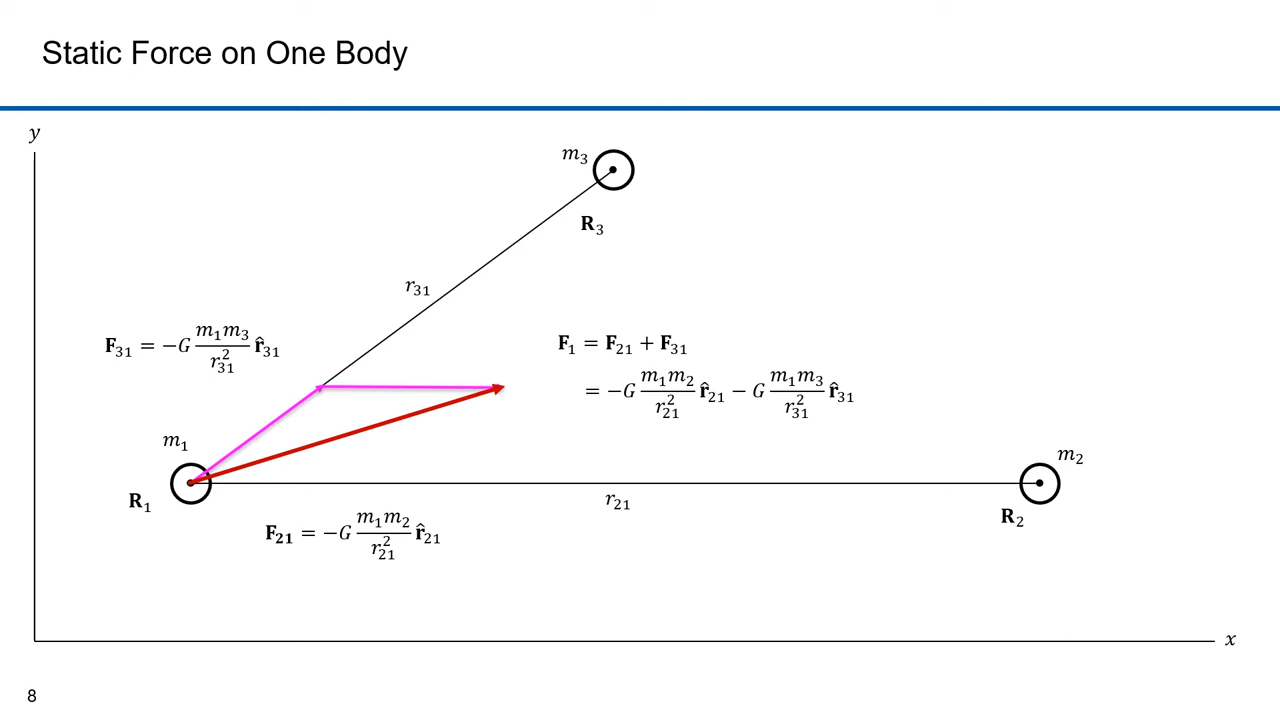 Static Force on One Body
y
m₃
R₃
r₃₁
F₃₁ = −G m₁m₃/r₃₁² r̂₃₁
F₁ = F₂₁ + F₃₁
= −G m₁m₂/r₂₁² r̂₂₁ − G m₁m₃/r₃₁² r̂₃₁
m₁
m₂
R₁
r₂₁
R₂
F₂₁ = −G m₁m₂/r₂₁² r̂₂₁
x
8